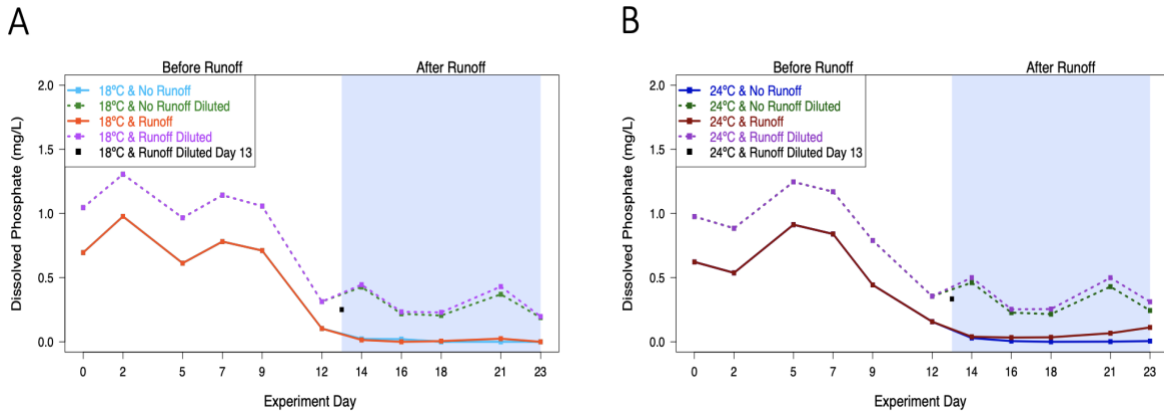 A
Before Runoff After Runoff
2.0
1.5
1.0
0.5
0.0
Dissolved Phosphate (mg/L)
18ºC & No Runoff
18ºC & No Runoff Diluted
18ºC & Runoff
18ºC & Runoff Diluted
18ºC & Runoff Diluted Day 13
0 2 5 7 9 12 14 16 18 21 23
Experiment Day
B
Before Runoff After Runoff
2.0
1.5
1.0
0.5
0.0
Dissolved Phosphate (mg/L)
24ºC & No Runoff
24ºC & No Runoff Diluted
24ºC & Runoff
24ºC & Runoff Diluted
24ºC & Runoff Diluted Day 13
0 2 5 7 9 12 14 16 18 21 23
Experiment Day